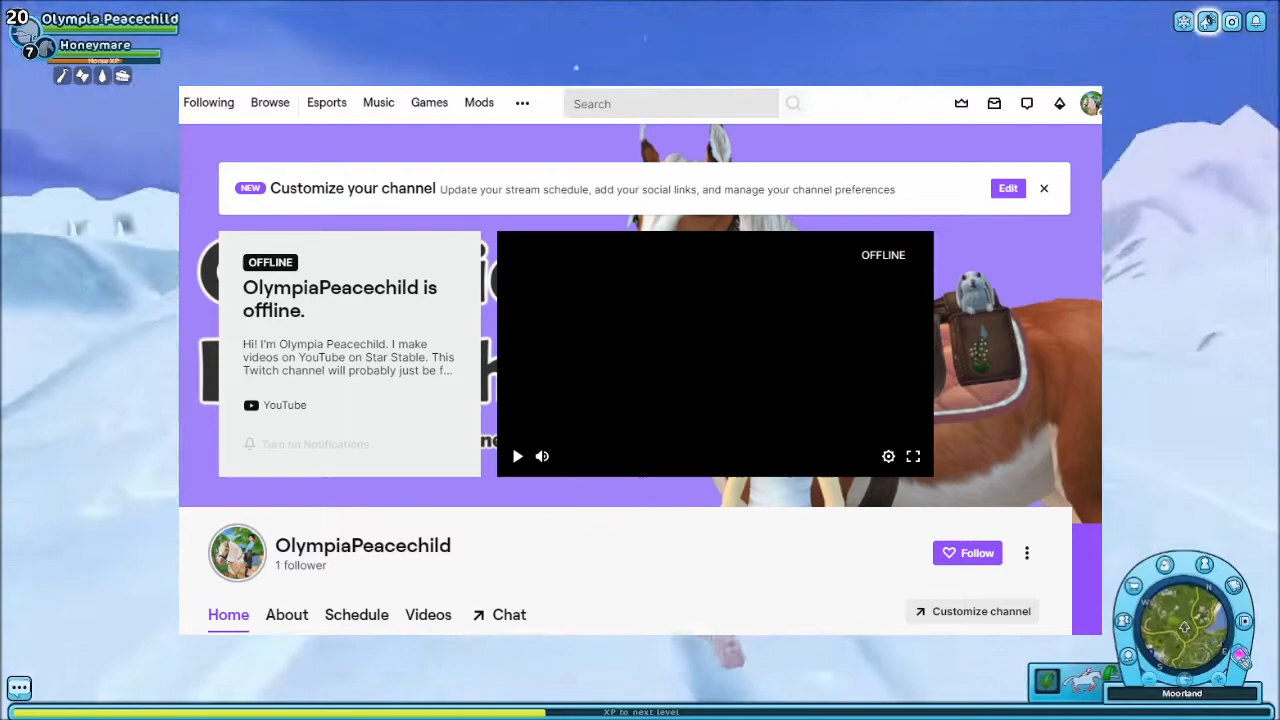 20
Olympia Peacechild
Honeymare
7
Horse XP
Following Browse Esports Music Games Mods
Search
NEW Customize your channel Update your stream schedule, add your social links, and manage your channel preferences Edit
OFFLINE
OFFLINE
OlympiaPeacechild is
offline.
Hi! I'm Olympia Peacechild. I make
videos on YouTube on Star Stable. This
Twitch channel will probably just be f...
YouTube
Turn on Notifications
ne
OlympiaPeacechild
1 follower
Follow
Home About Schedule Videos Chat
Customize channel
N
W
E
S
Moorland
XP to next level